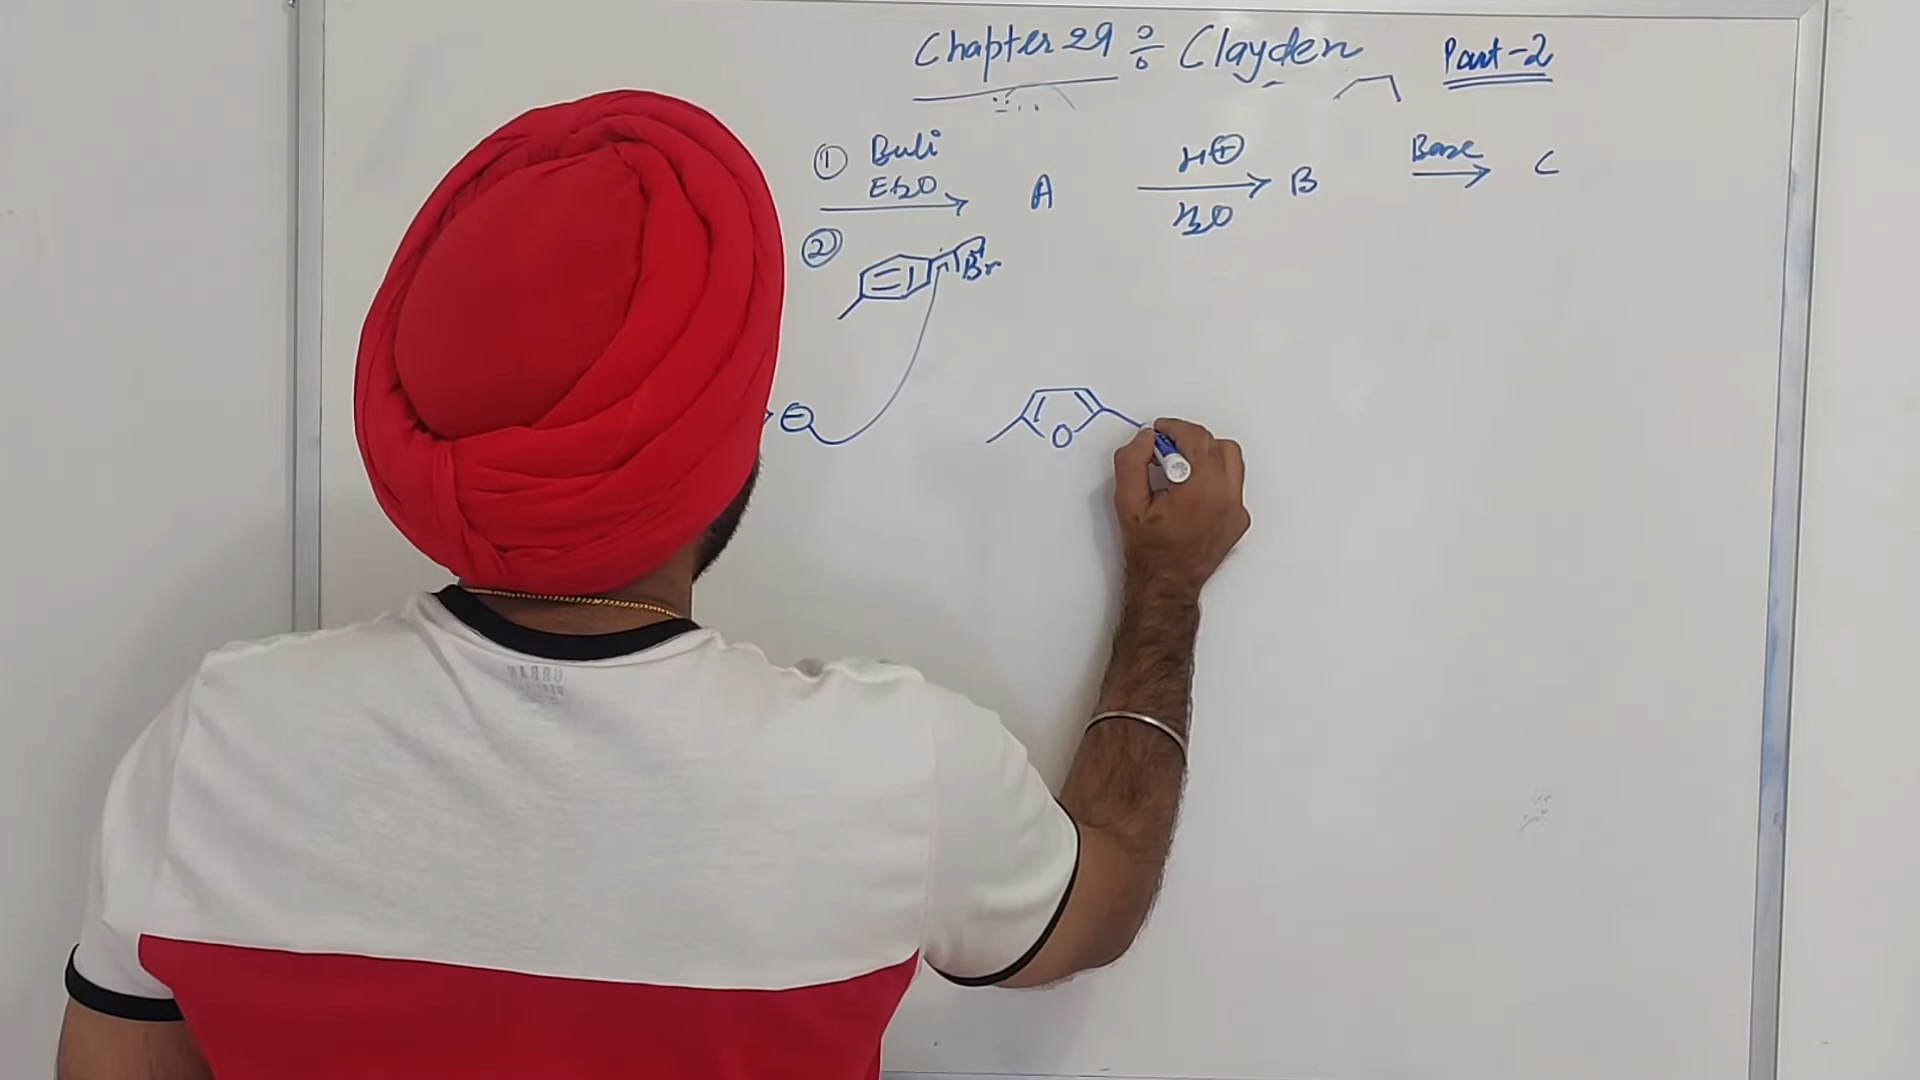 Chapter 29 ÷ Clayden Part-2
① Buli H⊕ Base
Et2O A B C
② H2O
Br
⊖
O